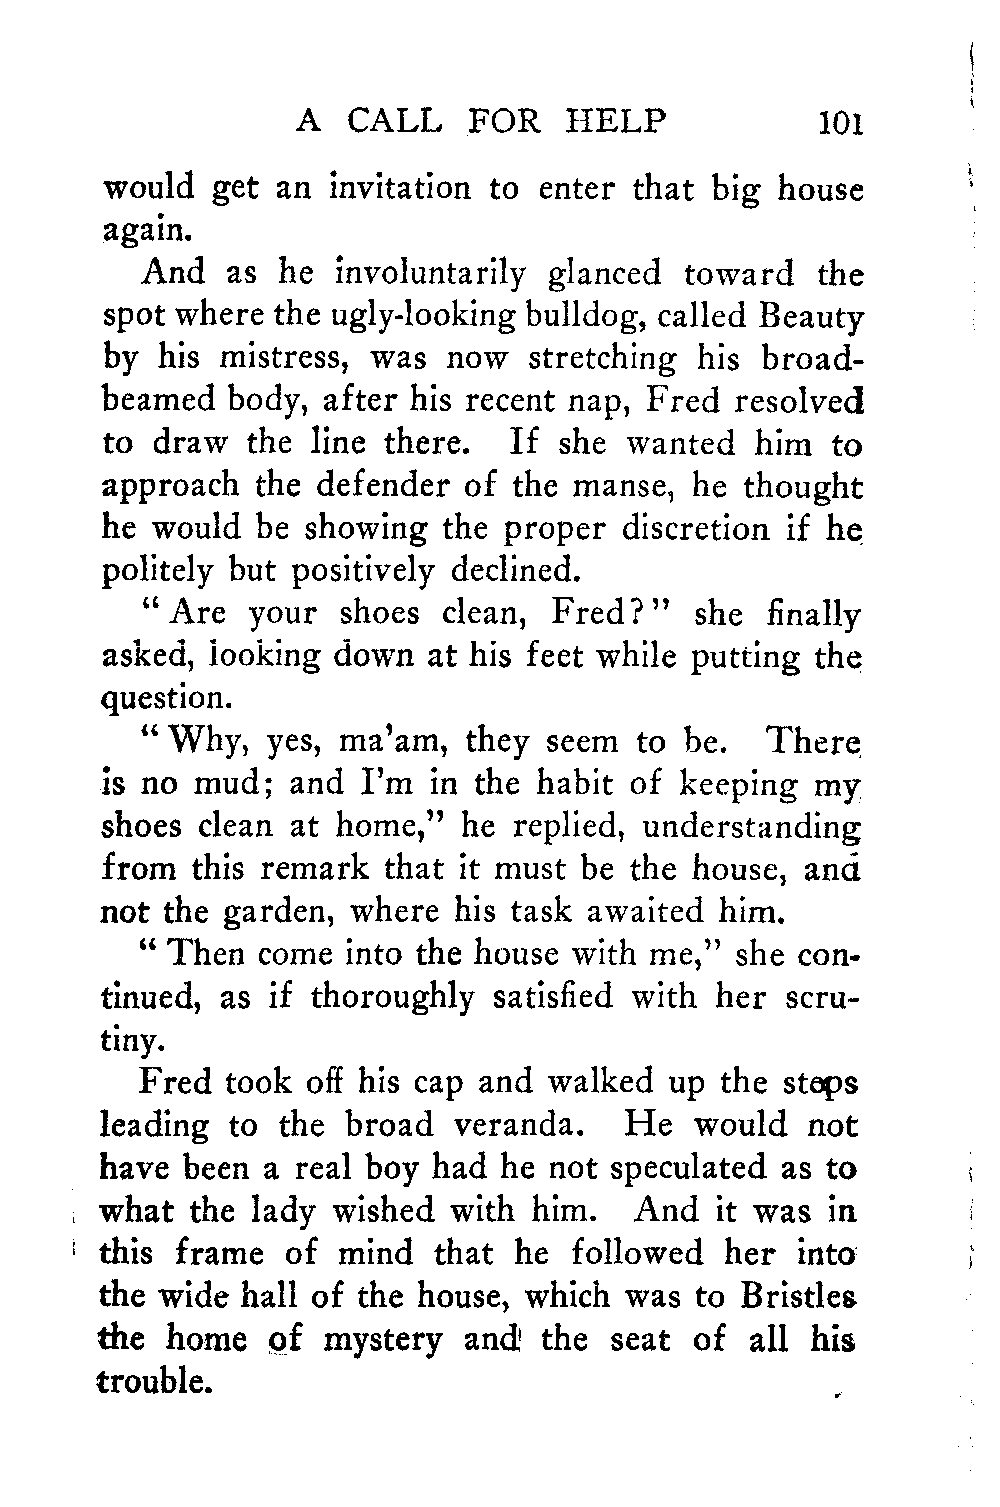 A CALL FOR HELP 101
would get an invitation to enter that big house
again.
And as he involuntarily glanced toward the
spot where the ugly-looking bulldog, called Beauty
by his mistress, was now stretching his broad-
beamed body, after his recent nap, Fred resolved
to draw the line there. If she wanted him to
approach the defender of the manse, he thought
he would be showing the proper discretion if he
politely but positively declined.
“ Are your shoes clean, Fred? ” she finally
asked, looking down at his feet while putting the
question.
“ Why, yes, ma’am, they seem to be. There
is no mud; and I’m in the habit of keeping my
shoes clean at home,” he replied, understanding
from this remark that it must be the house, and
not the garden, where his task awaited him.
“ Then come into the house with me,” she con-
tinued, as if thoroughly satisfied with her scru-
tiny.
Fred took off his cap and walked up the steps
leading to the broad veranda. He would not
have been a real boy had he not speculated as to
what the lady wished with him. And it was in
this frame of mind that he followed her into
the wide hall of the house, which was to Bristles
the home of mystery and the seat of all his
trouble.